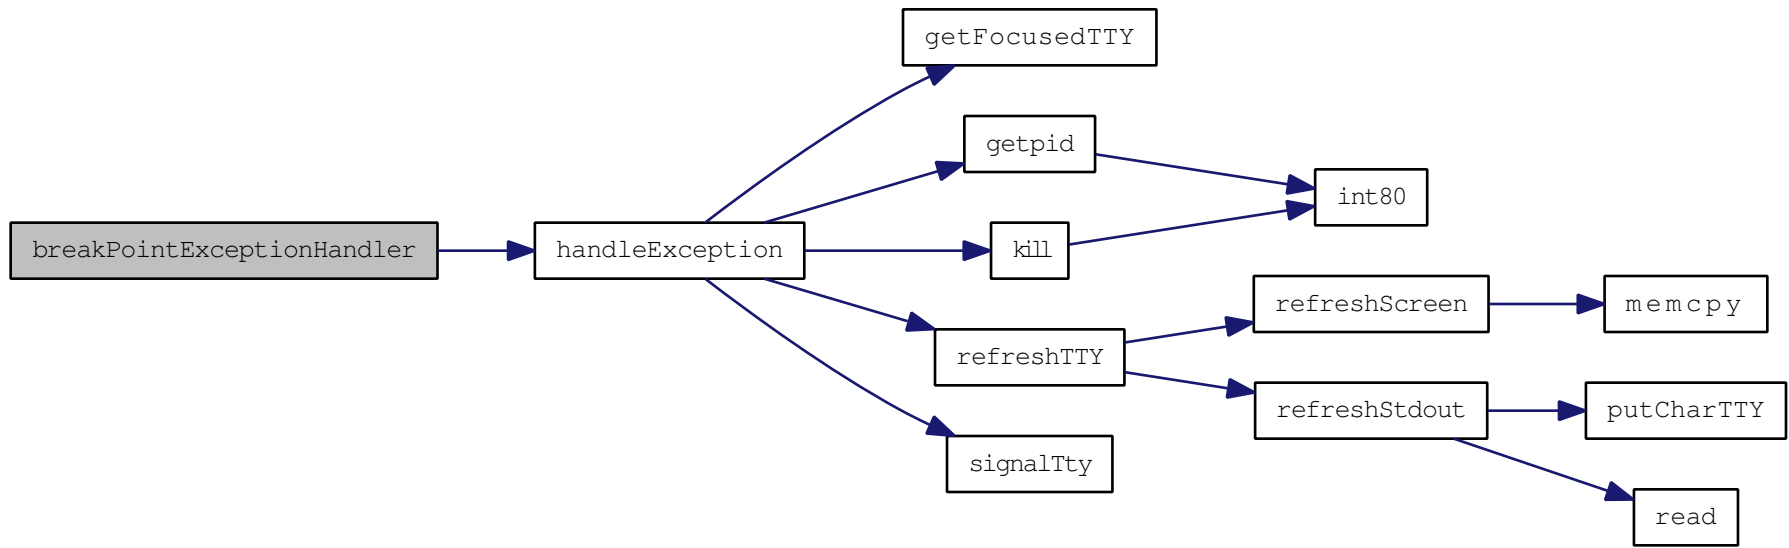 getFocusedTTY
getpid
int80
breakPointExceptionHandler
handleException
kill
refreshScreen
memcpy
refreshTTY
refreshStdout
putCharTTY
signalTty
read